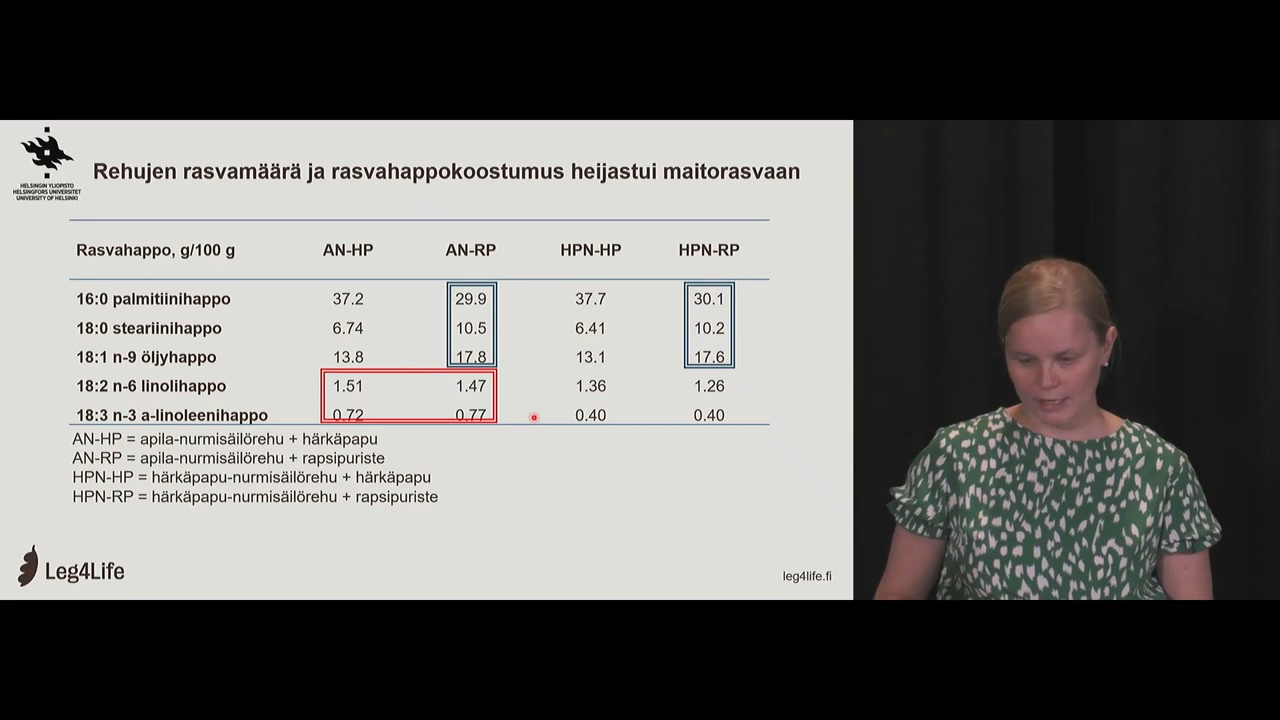 HELSINGIN YLIOPISTO
HELSINGFORS UNIVERSITET
UNIVERSITY OF HELSINKI
Rehujen rasvamäärä ja rasvahappokoostumus heijastui maitorasvaan
Rasvahappo, g/100 g AN-HP AN-RP HPN-HP HPN-RP
16:0 palmitiinihappo 37.2 29.9 37.7 30.1
18:0 steariinihappo 6.74 10.5 6.41 10.2
18:1 n-9 öljyhappo 13.8 17.8 13.1 17.6
18:2 n-6 linolihappo 1.51 1.47 1.36 1.26
18:3 n-3 a-linoleenihappo 0.72 0.77 0.40 0.40
AN-HP = apila-nurmisäilörehu + härkäpapu
AN-RP = apila-nurmisäilörehu + rapsipuriste
HPN-HP = härkäpapu-nurmisäilörehu + härkäpapu
HPN-RP = härkäpapu-nurmisäilörehu + rapsipuriste
Leg4Life
leg4life.fi